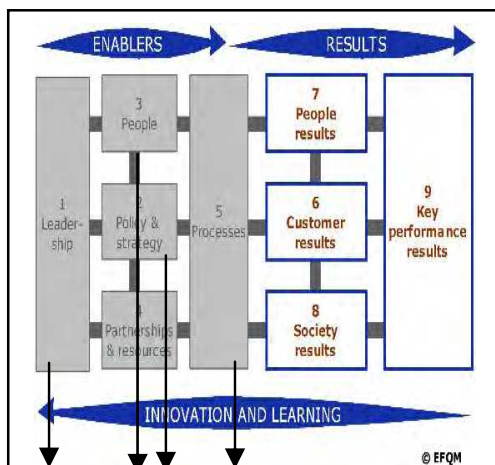 ENABLERS
RESULTS
1
Leader-
ship
3
People
2
Policy &
strategy
4
Partnerships
& resources
5
Processes
7
People
results
6
Customer
results
8
Society
results
9
Key
performance
results
INNOVATION AND LEARNING
© EFQM